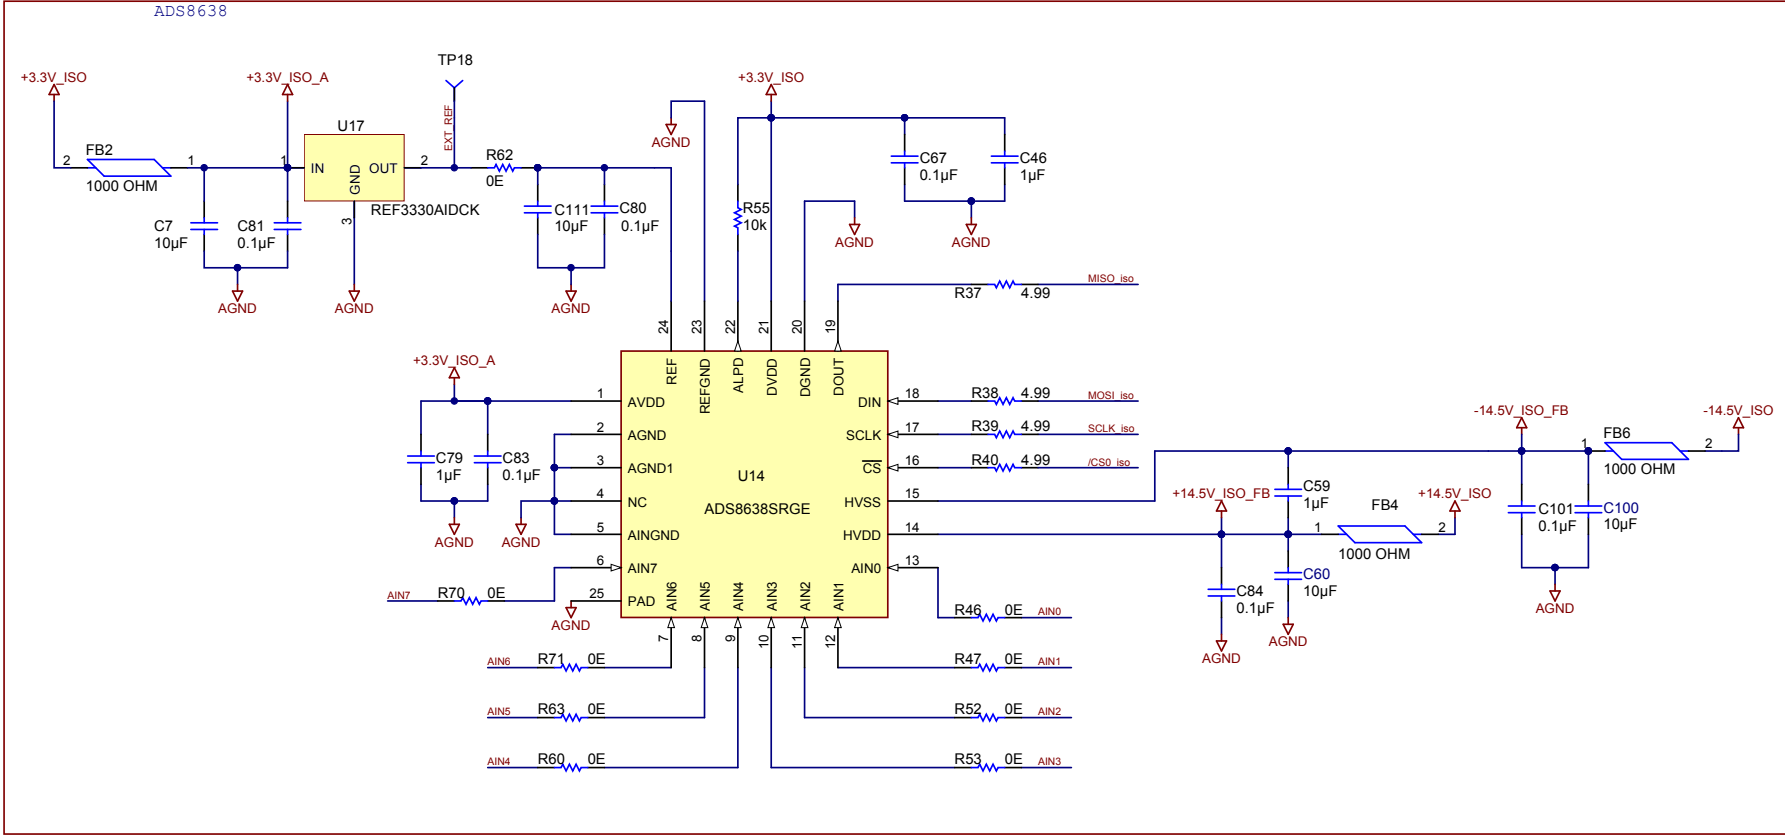 ADS8638
TP18
+3.3V_ISO
+3.3V_ISO_A
+3.3V_ISO
EXT_REF
U17
AGND
FB2
2
1
1000 OHM
1
IN
GND
OUT
2
3
REF3330AIDCK
R62
0E
C7
10µF
C81
0.1µF
C111
10µF
C80
0.1µF
R55
10k
C67
0.1µF
C46
1µF
AGND
AGND
AGND
AGND
AGND
MISO_iso
R37
4.99
24
23
22
21
20
19
REF
REFGND
ALPD
DVDD
DGND
DOUT
+3.3V_ISO_A
C79
1µF
C83
0.1µF
AGND
AGND
1
AVDD
2
AGND
3
AGND1
4
NC
5
AINGND
6
AIN7
25
PAD
AGND
U14
ADS8638SRGE
DIN
18
R38
4.99
MOSI_iso
SCLK
17
R39
4.99
SCLK_iso
CS
16
R40
4.99
/CS0_iso
HVSS
15
HVDD
14
AIN0
13
-14.5V_ISO_FB
-14.5V_ISO
1
FB6
2
1000 OHM
+14.5V_ISO_FB
C59
1µF
+14.5V_ISO
FB4
1
2
1000 OHM
C101
0.1µF
C100
10µF
C84
0.1µF
C60
10µF
AGND
AGND
AGND
AIN7
R70
0E
AIN6
AIN5
AIN4
AIN3
AIN2
AIN1
7
8
9
10
11
12
R46
0E
AIN0
AIN6
R71
0E
R47
0E
AIN1
AIN5
R63
0E
R52
0E
AIN2
AIN4
R60
0E
R53
0E
AIN3